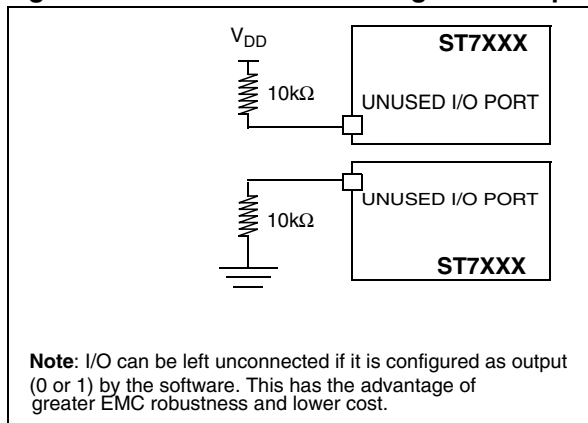 V_DD
ST7XXX
10kΩ
UNUSED I/O PORT
UNUSED I/O PORT
10kΩ
ST7XXX
Note: I/O can be left unconnected if it is configured as output
(0 or 1) by the software. This has the advantage of
greater EMC robustness and lower cost.